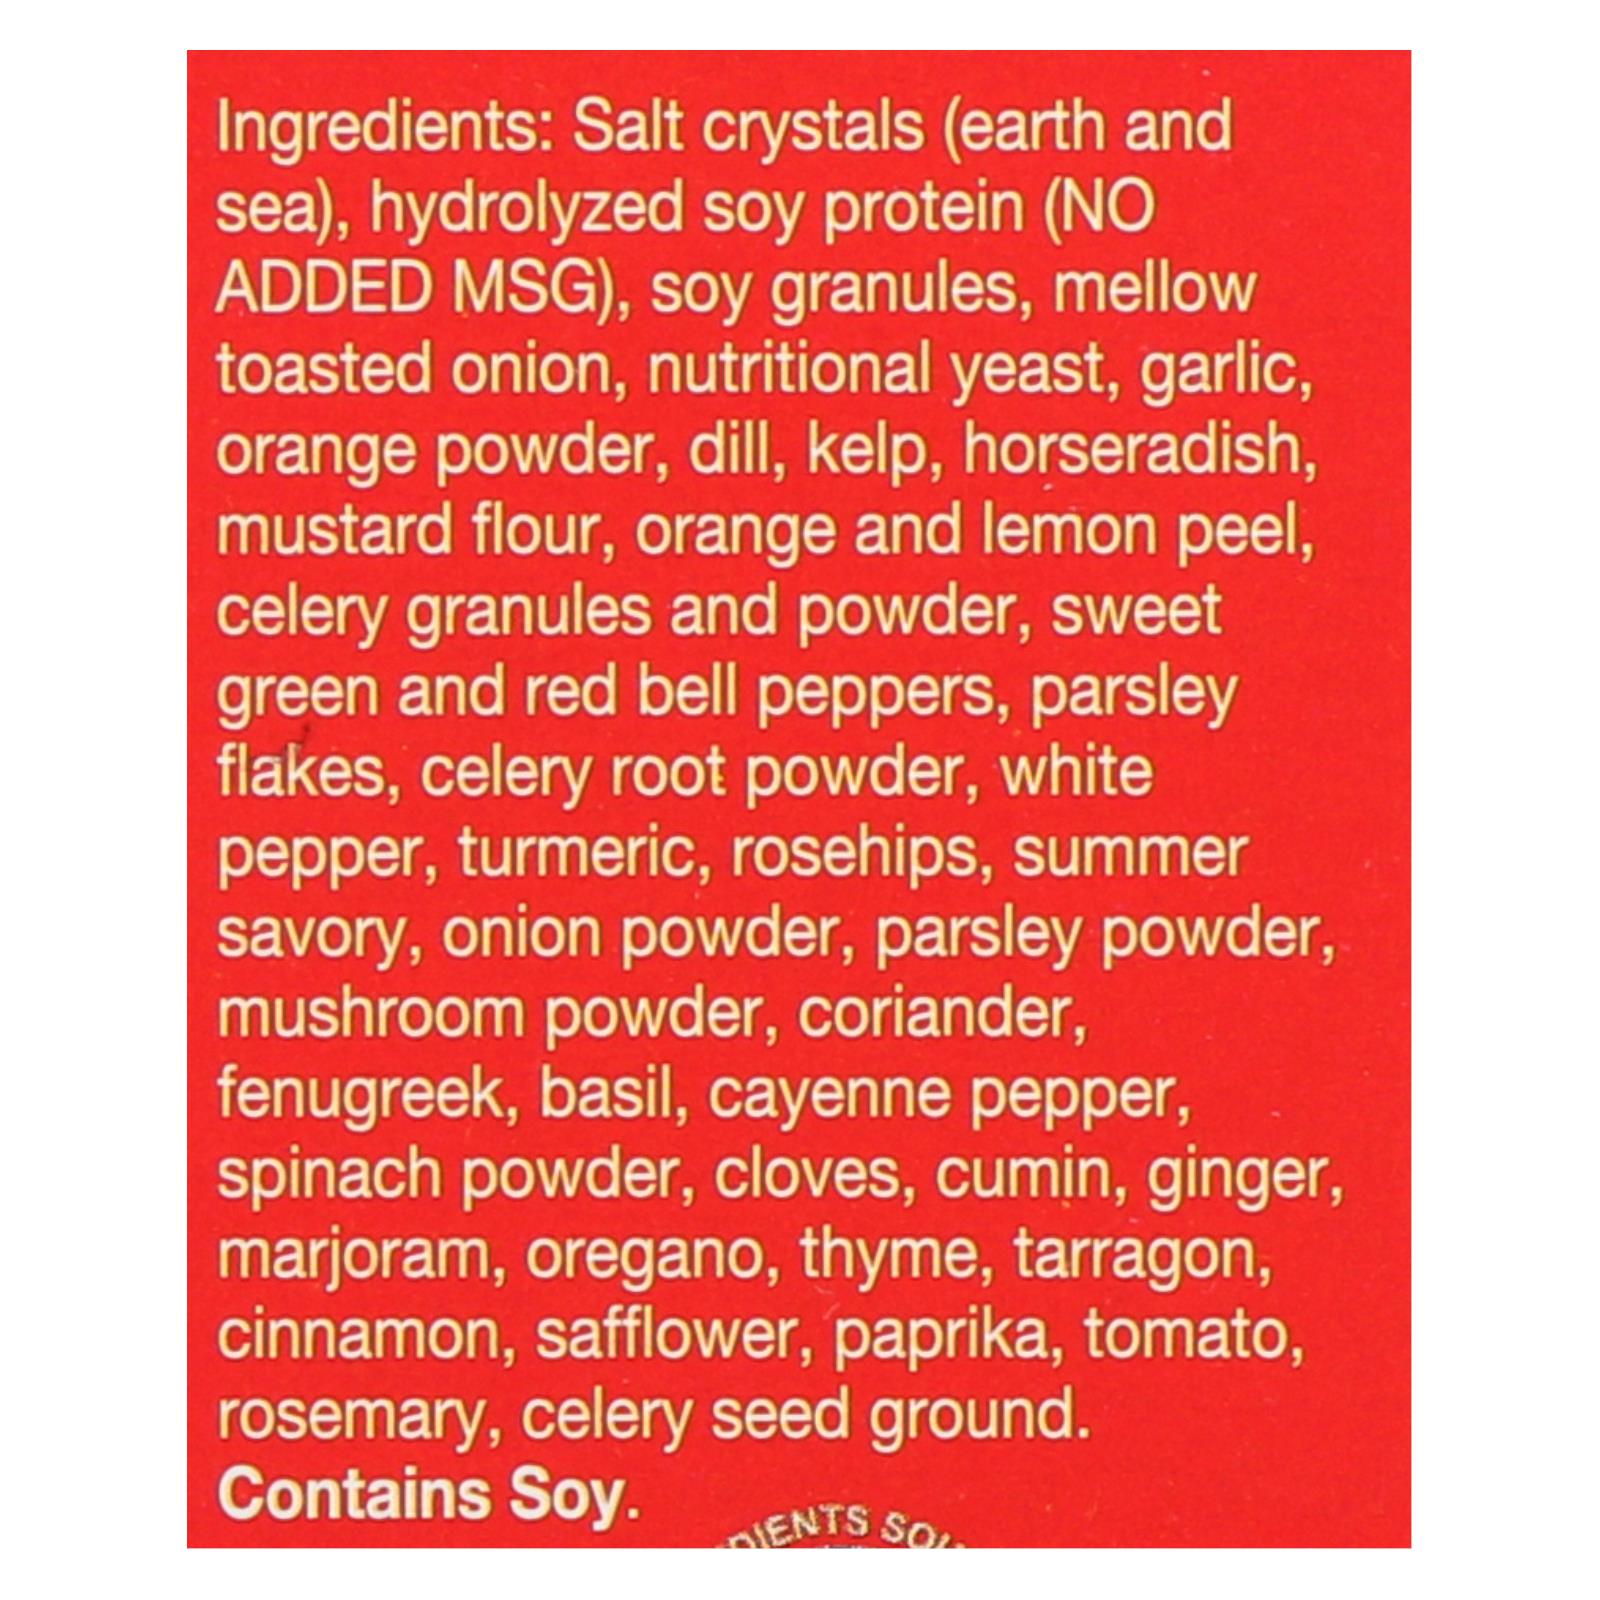 Ingredients: Salt crystals (earth and
sea), hydrolyzed soy protein (NO
ADDED MSG), soy granules, mellow
toasted onion, nutritional yeast, garlic,
orange powder, dill, kelp, horseradish,
mustard flour, orange and lemon peel,
celery granules and powder, sweet
green and red bell peppers, parsley
flakes, celery root powder, white
pepper, turmeric, rosehips, summer
savory, onion powder, parsley powder,
mushroom powder, coriander,
fenugreek, basil, cayenne pepper,
spinach powder, cloves, cumin, ginger,
marjoram, oregano, thyme, tarragon,
cinnamon, safflower, paprika, tomato,
rosemary, celery seed ground.
Contains Soy.